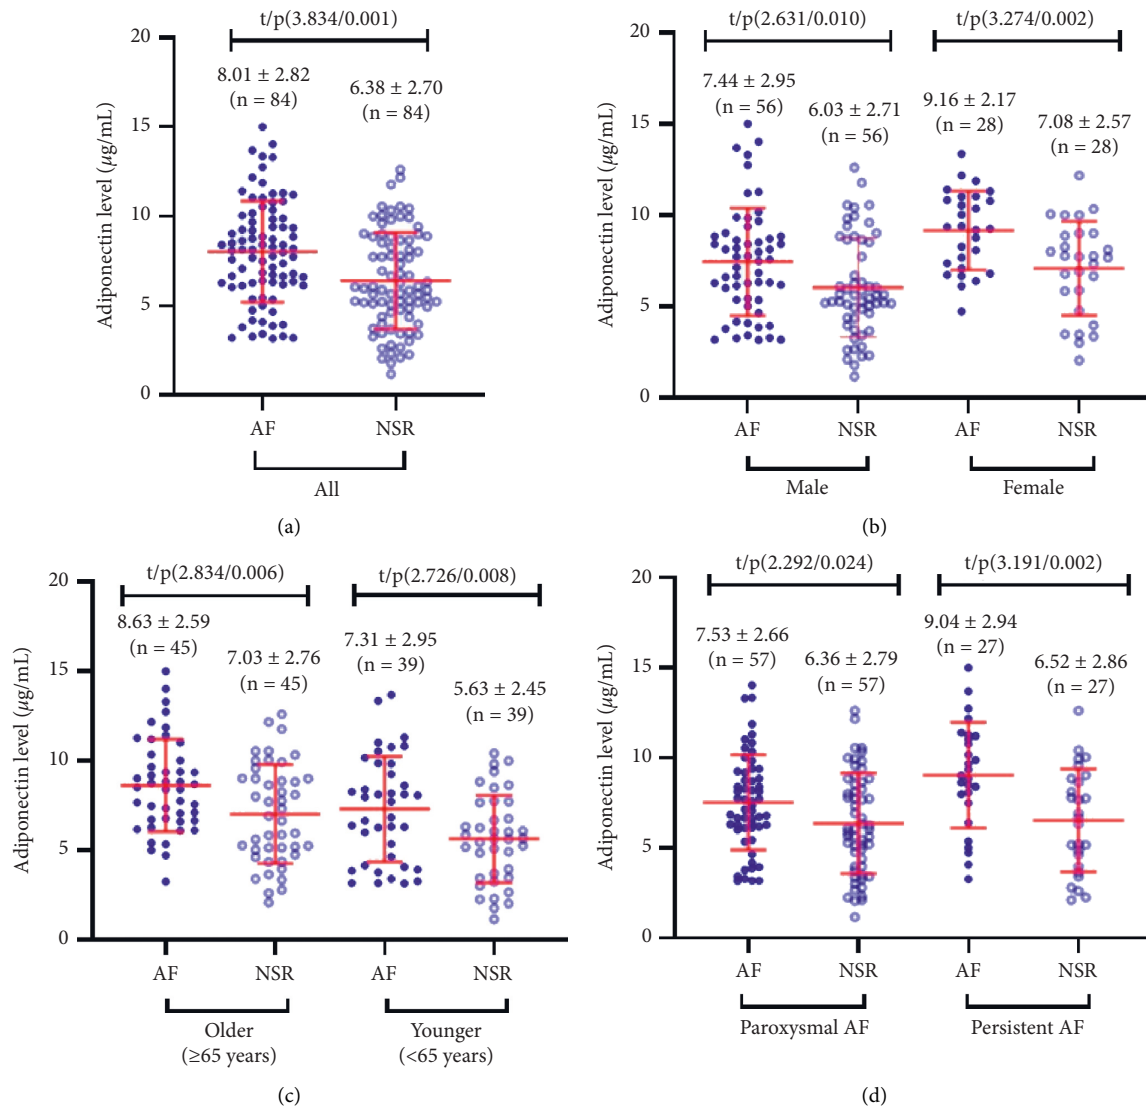 t/p(3.834/0.001)
20
8.01 ± 2.82
(n = 84)
6.38 ± 2.70
(n = 84)
15
10
5
0
Adiponectin level (μg/mL)
AF
NSR
All
(a)
t/p(2.631/0.010)
t/p(3.274/0.002)
20
7.44 ± 2.95
(n = 56)
6.03 ± 2.71
(n = 56)
9.16 ± 2.17
(n = 28)
7.08 ± 2.57
(n = 28)
15
10
5
0
Adiponectin level (μg/mL)
AF
NSR
AF
NSR
Male
Female
(b)
t/p(2.834/0.006)
t/p(2.726/0.008)
20
8.63 ± 2.59
(n = 45)
7.03 ± 2.76
(n = 45)
7.31 ± 2.95
(n = 39)
5.63 ± 2.45
(n = 39)
15
10
5
0
Adiponectin level (μg/mL)
AF
NSR
AF
NSR
Older
(≥65 years)
Younger
(<65 years)
(c)
t/p(2.292/0.024)
t/p(3.191/0.002)
20
7.53 ± 2.66
(n = 57)
6.36 ± 2.79
(n = 57)
9.04 ± 2.94
(n = 27)
6.52 ± 2.86
(n = 27)
15
10
5
0
Adiponectin level (μg/mL)
AF
NSR
AF
NSR
Paroxysmal AF
Persistent AF
(d)